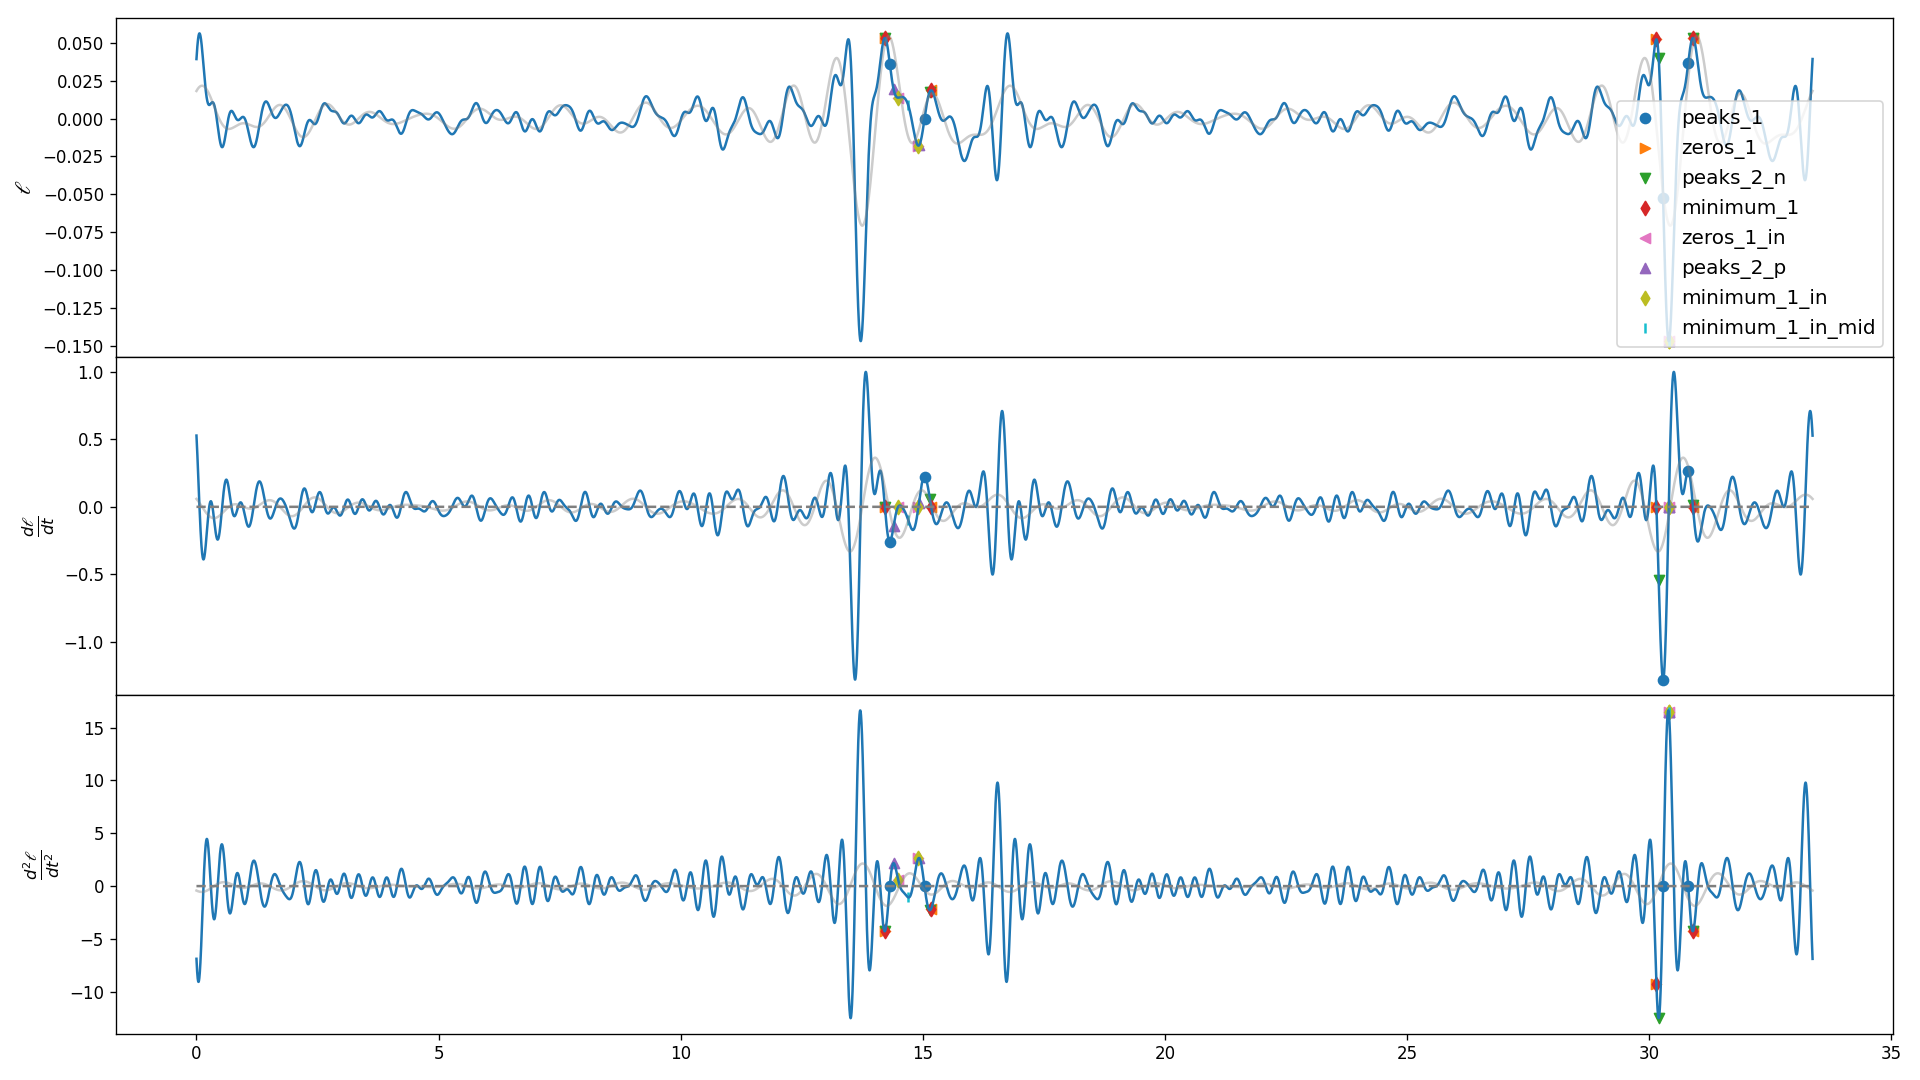 0.050
0.025
0.000
−0.025
−0.050
−0.075
−0.100
−0.125
−0.150
ℓ
peaks_1
zeros_1
peaks_2_n
minimum_1
zeros_1_in
peaks_2_p
minimum_1_in
minimum_1_in_mid
1.0
0.5
0.0
−0.5
−1.0
dℓ
dt
15
10
5
0
−5
−10
d²ℓ
dt²
0 5 10 15 20 25 30 35